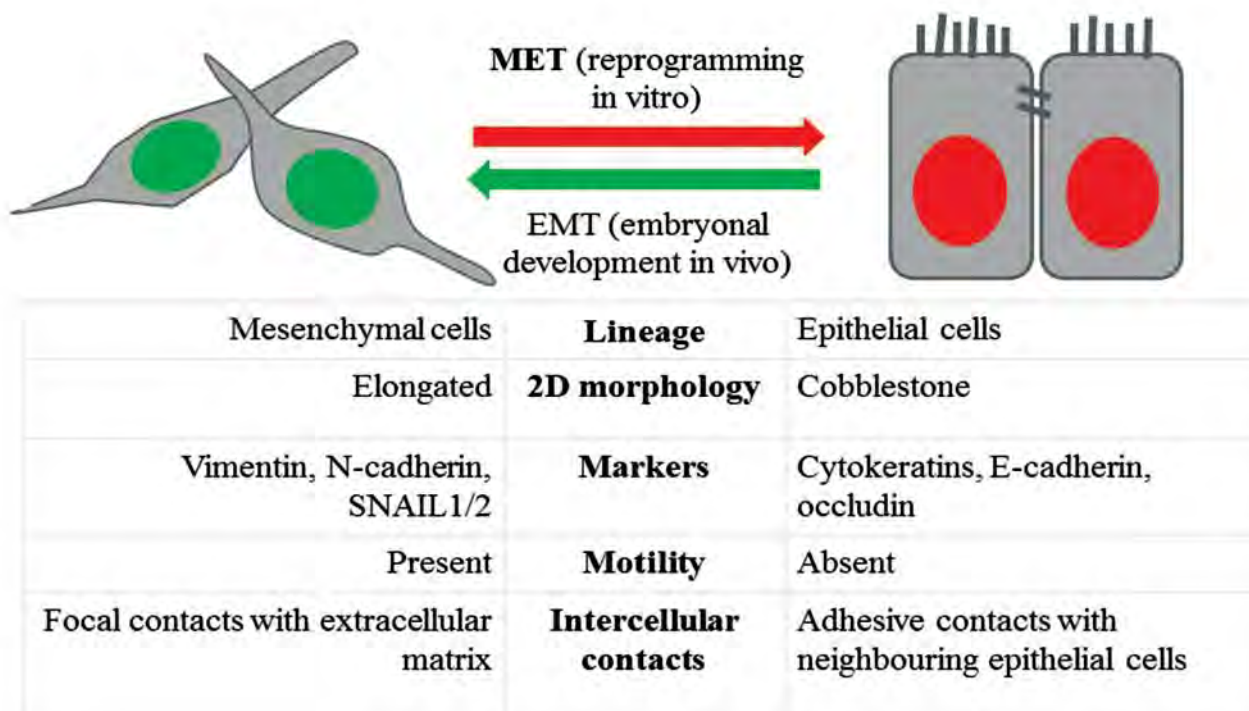 MET (reprogramming
in vitro)
EMT (embryonal
development in vivo)
Mesenchymal cells
Lineage
Epithelial cells
Elongated
2D morphology
Cobblestone
Vimentin, N-cadherin,
SNAIL1/2
Markers
Cytokeratins, E-cadherin,
occludin
Present
Motility
Absent
Focal contacts with extracellular
matrix
Intercellular
contacts
Adhesive contacts with
neighbouring epithelial cells